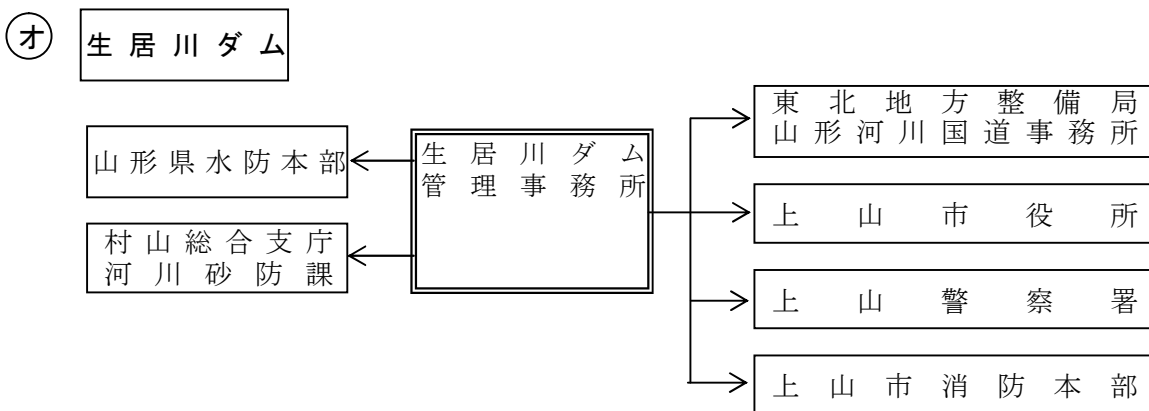 オ
生居川ダム
山形県水防本部
村山総合支庁
河川砂防課
生居川ダム
管理事務所
東北地方整備局
山形河川国道事務所
上山市役所
上山警察署
上山市消防本部